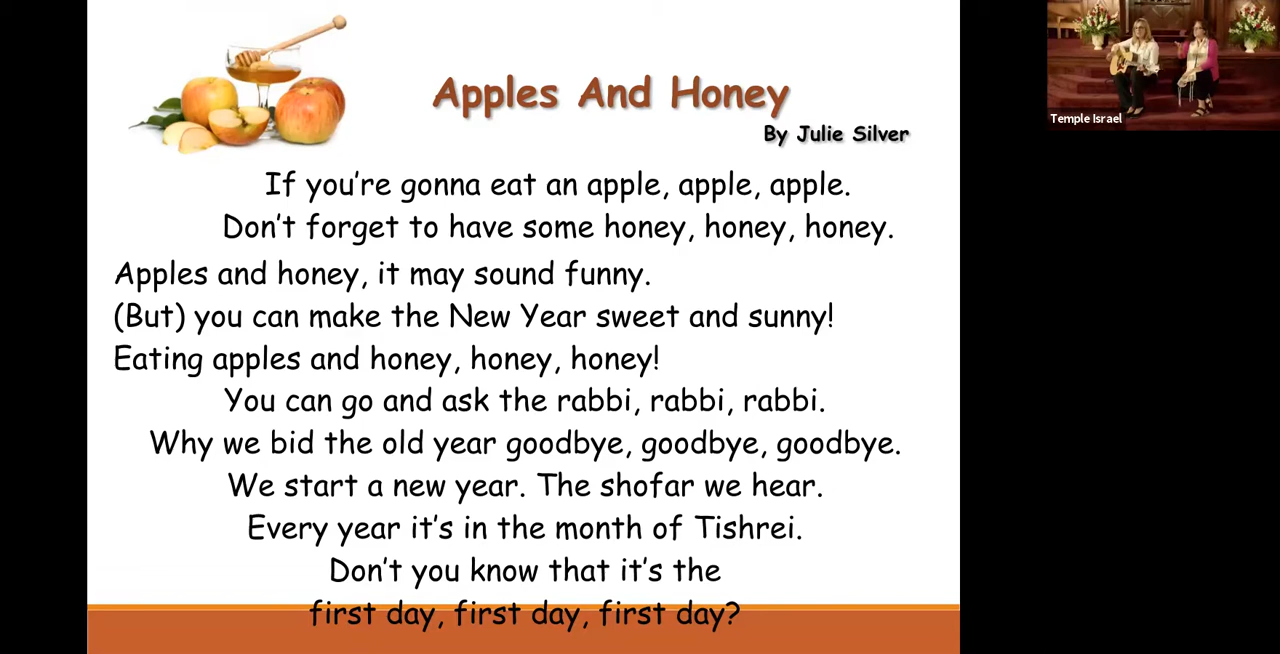 Apples And Honey
By Julie Silver
If you're gonna eat an apple, apple, apple.
Don't forget to have some honey, honey, honey.
Apples and honey, it may sound funny.
(But) you can make the New Year sweet and sunny!
Eating apples and honey, honey, honey!
You can go and ask the rabbi, rabbi, rabbi.
Why we bid the old year goodbye, goodbye, goodbye.
We start a new year. The shofar we hear.
Every year it's in the month of Tishrei.
Don't you know that it's the
first day, first day, first day?
Temple Israel